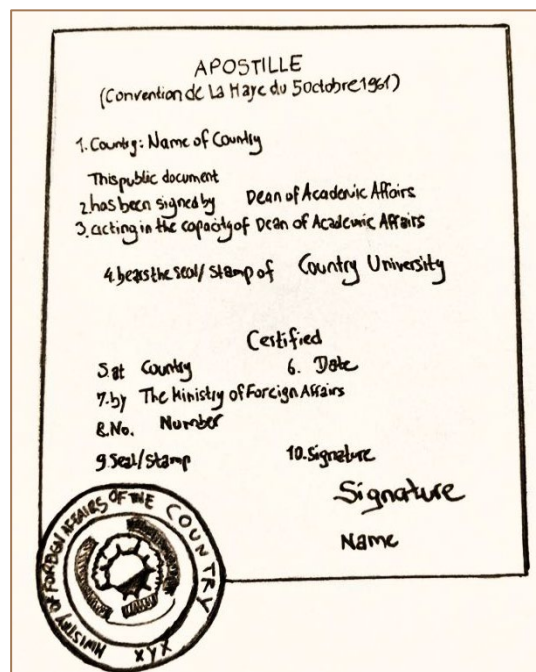 APOSTILLE
(Convention de La Haye du 5 Octobre 1961)
1. Country: Name of Country
This public document
2. has been signed by Dean of Academic Affairs
3. acting in the capacity of Dean of Academic Affairs
4. bears the seal/stamp of Country University
Certified
5. at Country 6. Date
7. by The Ministry of Foreign Affairs
8. No. Number
9. Seal/Stamp 10. Signature
Signature
Name
MINISTRY OF FOREIGN AFFAIRS OF THE COUNTRY
XYX